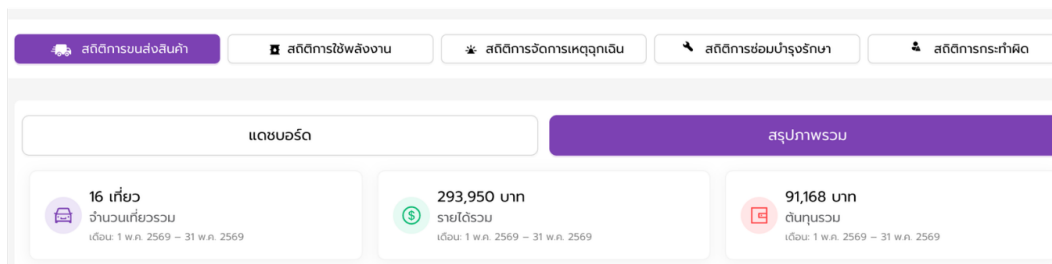 สถิติการขนส่งสินค้า
สถิติการใช้พลังงาน
สถิติการจัดการเหตุฉุกเฉิน
สถิติการซ่อมบำรุงรักษา
สถิติการกระทำผิด
แดชบอร์ด
สรุปภาพรวม
16 เที่ยว
จำนวนเที่ยวรวม
เดือน: 1 พ.ค. 2569 – 31 พ.ค. 2569
293,950 บาท
รายได้รวม
เดือน: 1 พ.ค. 2569 – 31 พ.ค. 2569
91,168 บาท
ต้นทุนรวม
เดือน: 1 พ.ค. 2569 – 31 พ.ค. 2569